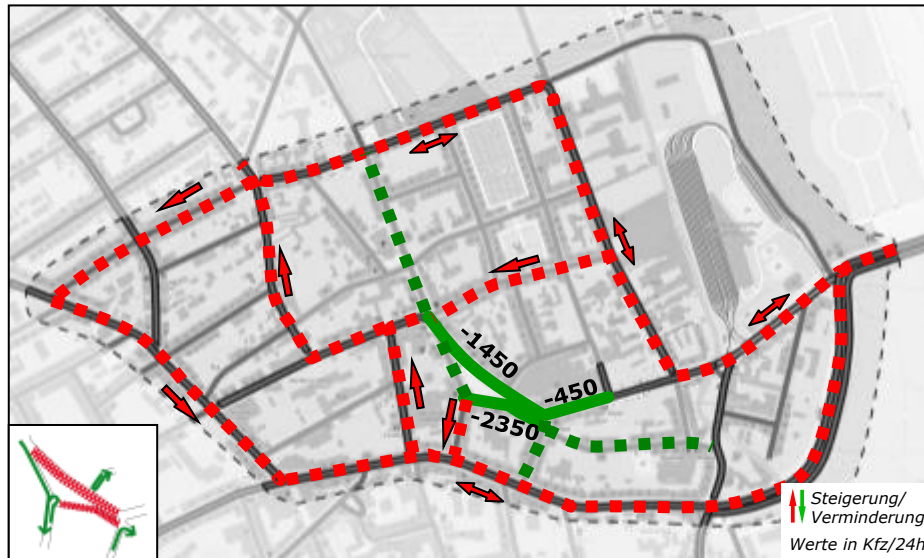 -1450
-450
-2350
Steigerung/
Verminderung
Werte in Kfz/24h